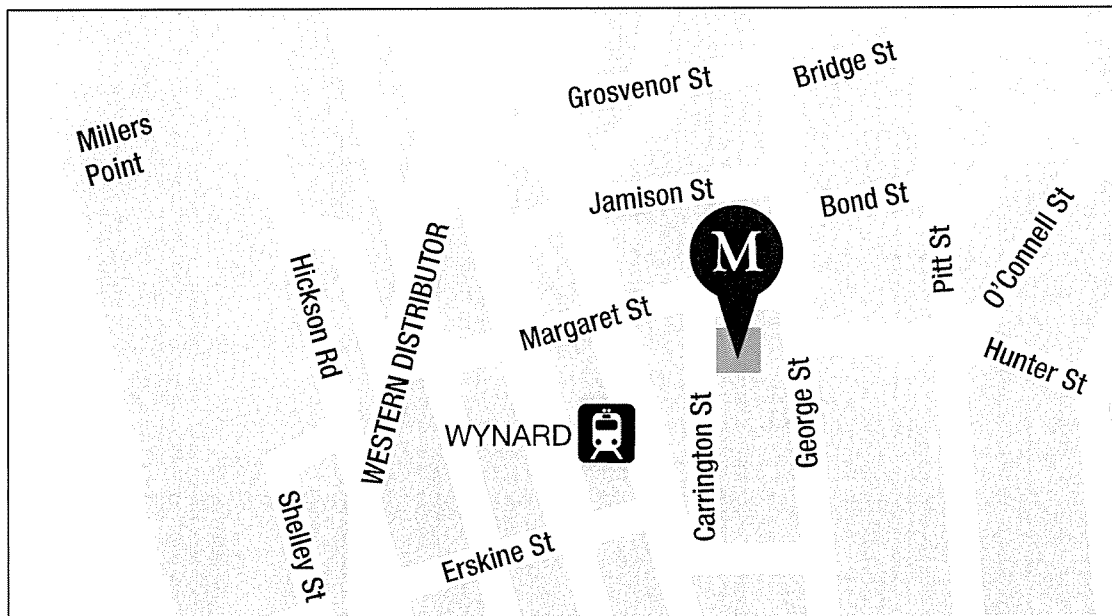 Bridge St
Grosvenor St
Millers
Point
Jamison St
Bond St
O'Connell St
Pitt St
M
Hickson Rd
WESTERN DISTRIBUTOR
Margaret St
Hunter St
George St
Carrington St
WYNARD
Shelley St
Erskine St